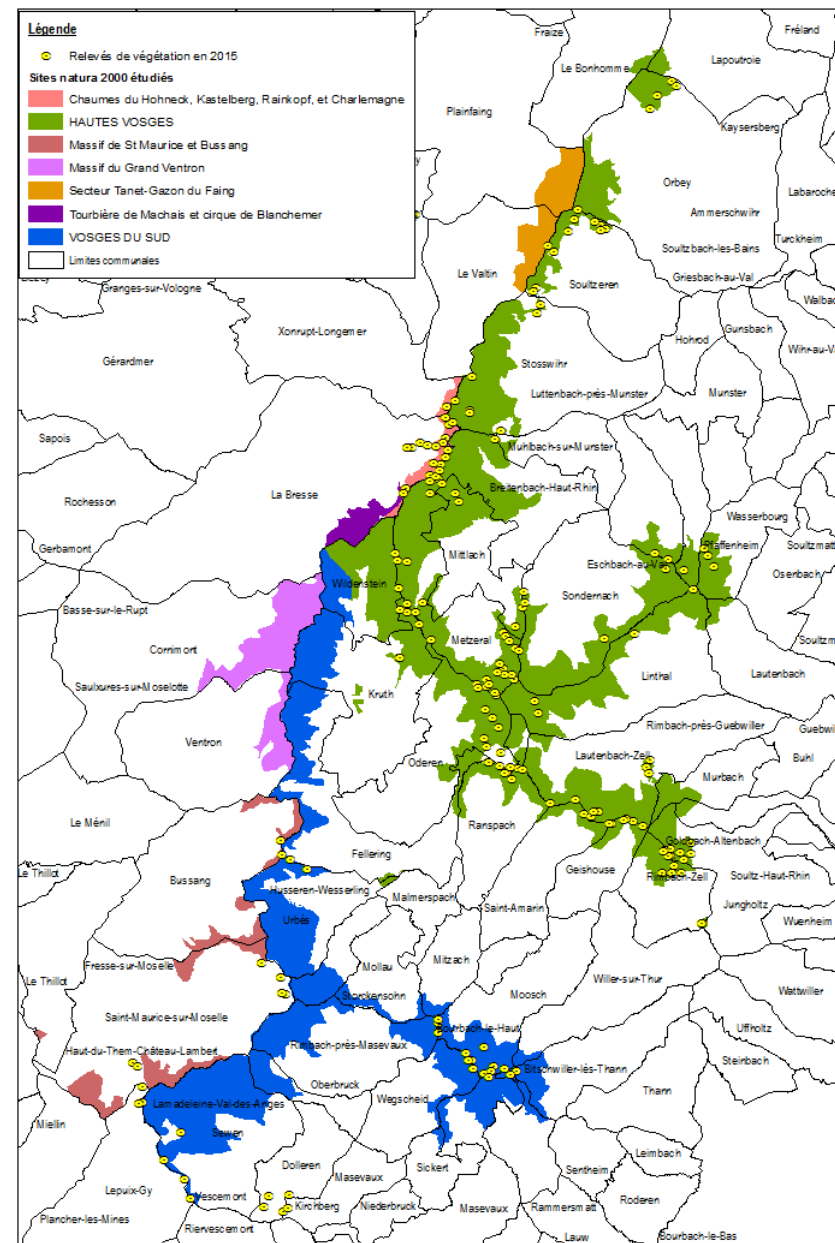 Légende
Relevés de végétation en 2015
Sites natura 2000 étudiés
Chaumes du Hohneck, Kastelberg, Rainkopf, et Charlemagne
HAUTES VOSGES
Massif de St Maurice et Bussang
Massif du Grand Ventron
Secteur Tanet-Gazon du Faing
Tourbière de Machais et cirque de Blanchemer
VOSGES DU SUD
Limites communales
Fraize
Fréland
Le Bonhomme
Lapoutroie
Plainfaing
Kaysersberg
Orbey
Labaroche
Ammerschwihr
Turckheim
Soultzbach-les-Bains
Le Valtin
Griesbach-au-Val
Soultzeren
Granges-sur-Vologne
Walba
Xonrupt-Longemer
Gunsbach
Hohrod
Wihr-au-Va
Gérardmer
Stosswihr
Luttenbach-près-Munster
Munster
Sapois
Muhlbach-sur-Munster
La Bresse
Breitenbach-Haut-Rhin
Rochesson
Wasserbourg
Gerbamont
Mittlach
Pfaffenheim
Soultzmatt
Eschbach-au-Val
Osenbach
Wildenstein
Sondernach
Basse-sur-le-Rupt
Metzeral
Soultzm
Cornimont
Linthal
Lautenbach
Saulxures-sur-Moselotte
Kruth
Rimbach-près-Guebwiller
Guebwil
Ventron
Lautenbach-Zell
Buhl
Oderen
Murbach
Le Ménil
Ranspach
Goldbach-Altenbach
Fellering
Le Thillot
Geishouse
Bussang
Husseren-Wesserling
Rimbach-Zell
Soultz-Haut-Rhin
Malmerspach
Jungholtz
Saint-Amarin
Wuenheim
Urbès
Fresse-sur-Moselle
Mollau
Mitzach
Le Thillot
Willer-sur-Thur
Wattwiller
Storckensohn
Moosch
Saint-Maurice-sur-Moselle
Uffholtz
Bourbach-le-Haut
Rimbach-près-Masevaux
Haut-du-Them-Château-Lambert
Steinbach
Oberbruck
Bitschwiller-lès-Thann
Thann
Wegscheid
Lamadeleine-Val-des-Anges
Miellin
Sewen
Leimbach
Dolleren
Sickert
Sentheim
Masevaux
Lepuix-Gy
Vescemont
Roderen
Kirchberg
Niederbruck
Masevaux
Rammersmatt
Plancher-les-Mines
Riervescemont
Lauw
Bourbach-le-Bas